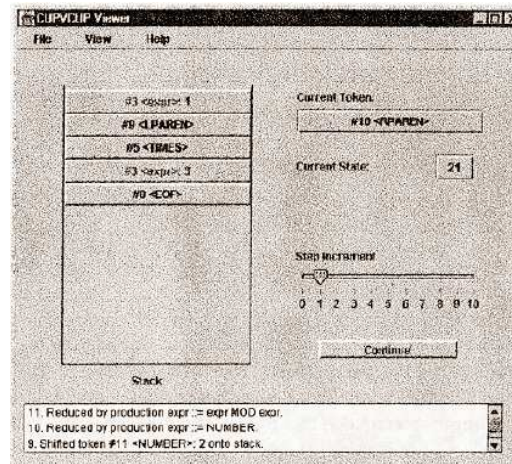 CUPV CUP Viewer
File View Help
#3 <expr>: 1
#9 <LPAREN>
#5 <TIMES>
#3 <expr>: 3
#0 <EOF>
Stack
Current Token:
#10 <RPAREN>
Current State: 21
Step Increment
0 1 2 3 4 5 6 7 8 9 10
Continue
11. Reduced by production expr ::= expr MOD expr.
10. Reduced by production expr ::= NUMBER.
9. Shifted token #11 <NUMBER>: 2 onto stack.